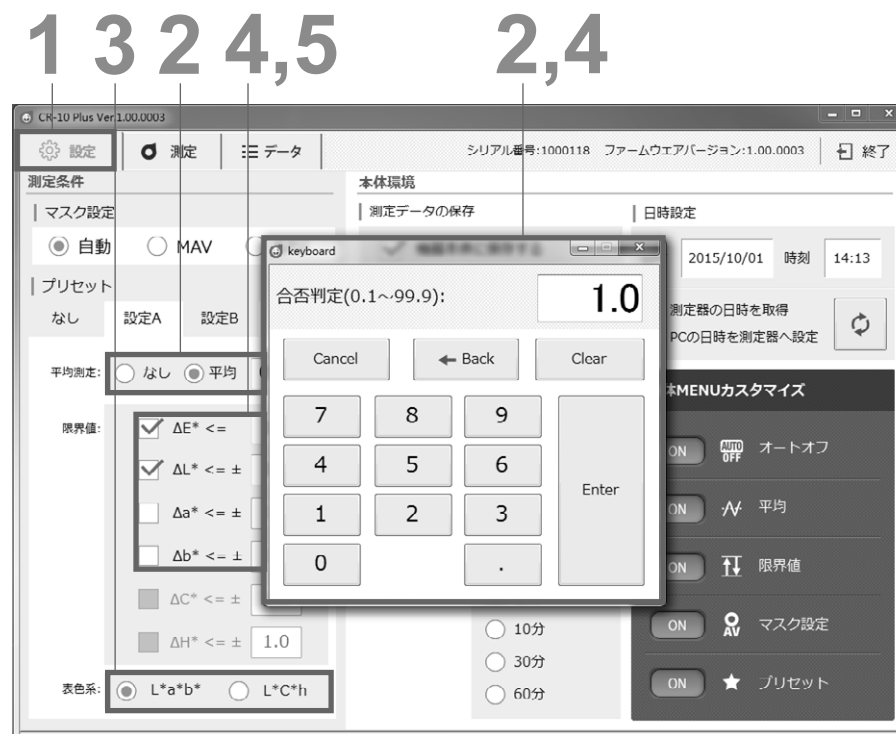 1 3 2 4,5 2,4
CR-10 Plus Ver 1.00.0003
設定 測定 データ シリアル番号:1000118 ファームウエアバージョン:1.00.0003 終了
測定条件
マスク設定
自動 MAV
プリセット
なし 設定A 設定B
平均測定: なし 平均
限界値: ΔE* <=
ΔL* <= ±
Δa* <= ±
Δb* <= ±
ΔC* <= ±
ΔH* <= ± 1.0
表色系: L*a*b* L*C*h
本体環境
測定データの保存
keyboard
合否判定(0.1~99.9): 1.0
Cancel Back Clear
7 8 9
4 5 6
1 2 3
Enter
0 .
10分
30分
60分
日時設定
2015/10/01 時刻 14:13
測定器の日時を取得
PCの日時を測定器へ設定
MENUカスタマイズ
ON AUTO OFF オートオフ
ON 平均
ON 限界値
ON AV マスク設定
ON プリセット